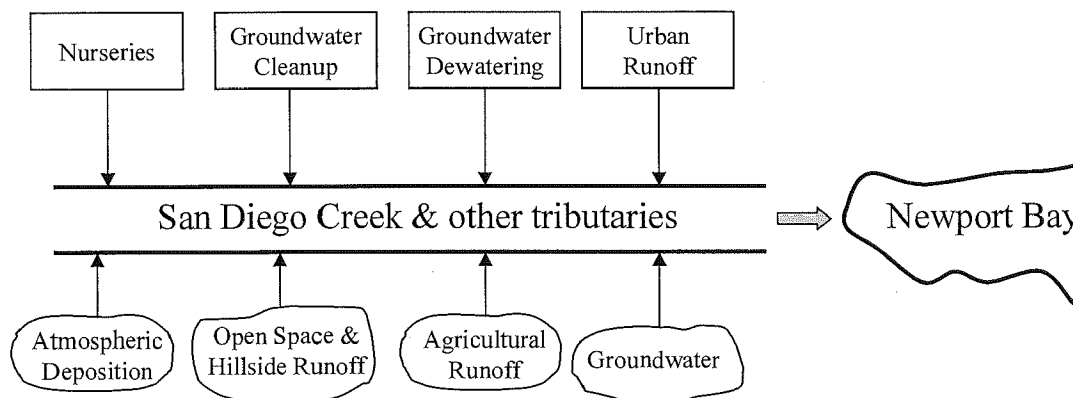 Nurseries
Groundwater
Cleanup
Groundwater
Dewatering
Urban
Runoff
San Diego Creek & other tributaries
Newport Bay
Atmospheric
Deposition
Open Space &
Hillside Runoff
Agricultural
Runoff
Groundwater